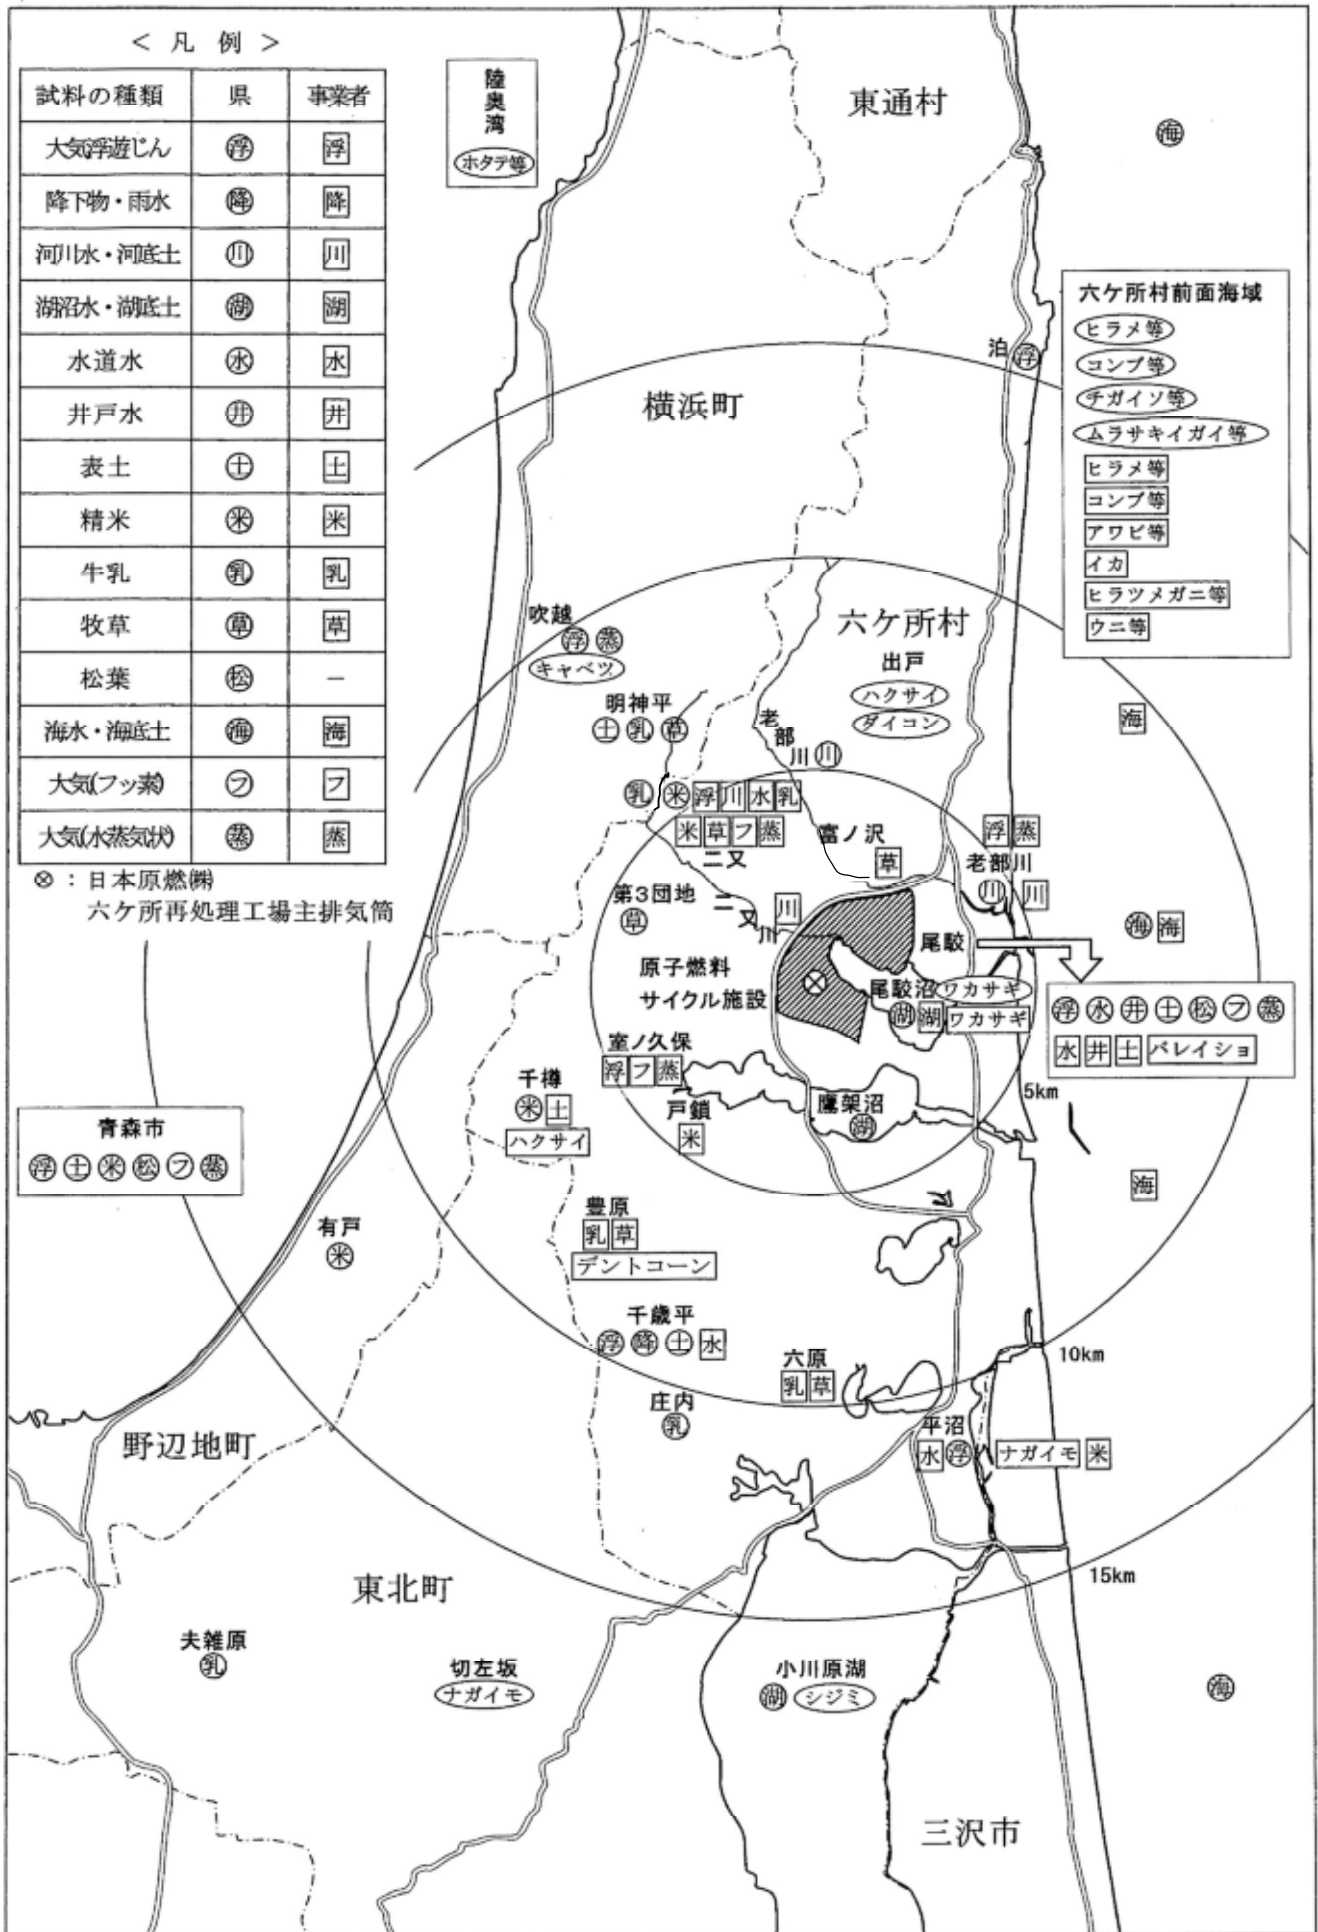 ＜ 凡 例 ＞
試料の種類 県 事業者
大気浮遊じん 浮 浮
降下物・雨水 降 降
河川水・河底土 川 川
湖沼水・湖底土 湖 湖
水道水 水 水
井戸水 井 井
表土 土 土
精米 米 米
牛乳 乳 乳
牧草 草 草
松葉 松 －
海水・海底土 海 海
大気(フッ素) フ フ
大気(水蒸気状) 蒸 蒸
⊗：日本原燃㈱
六ケ所再処理工場主排気筒
陸奥湾
ホタテ等
東通村
海
六ケ所村前面海域
ヒラメ等
コンブ等
チガイソ等
ムラサキイガイ等
ヒラメ等
コンブ等
アワビ等
イカ
ヒラツメガニ等
ウニ等
泊 浮
横浜町
吹越
浮 蒸
キャベツ
六ケ所村
出戸
ハクサイ
ダイコン
明神平
土 乳 草
老部川 川
海
乳 米 浮 川 水 乳
米 草 フ 蒸
二又
富ノ沢
草
浮 蒸
老部川
川 川
第3団地
草
二又川 川
海 海
尾駮
原子燃料
サイクル施設
尾駮沼 ワカサギ
湖 湖 ワカサギ
浮 水 井 土 松 フ 蒸
水 井 土 バレイショ
室ノ久保
浮 フ 蒸
千樽
米 土
ハクサイ
戸鎖
米
鷹架沼
湖
5km
青森市
浮 土 米 松 フ 蒸
海
有戸
米
豊原
乳 草
デントコーン
千歳平
浮 降 土 水
六原
乳 草
10km
庄内
乳
平沼
水 浮 ナガイモ 米
野辺地町
15km
東北町
夫雑原
乳
切左坂
ナガイモ
小川原湖
湖 シジミ
海
三沢市